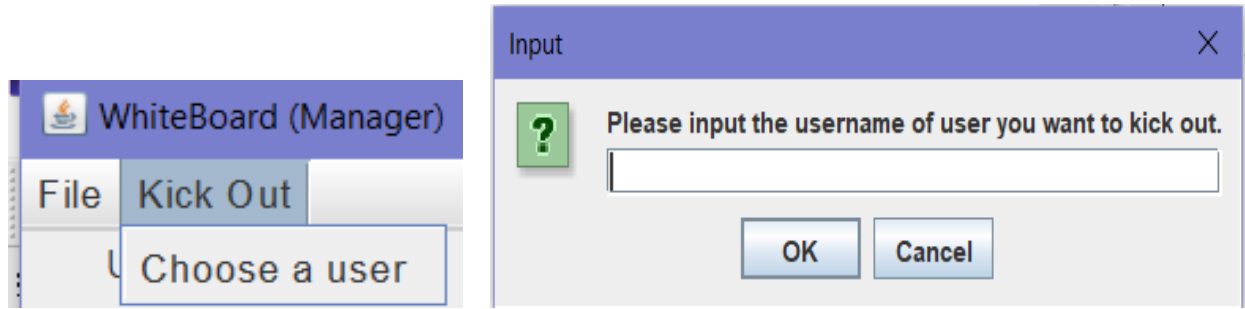 WhiteBoard (Manager)
File Kick Out
Choose a user
Input
Please input the username of user you want to kick out.
OK Cancel